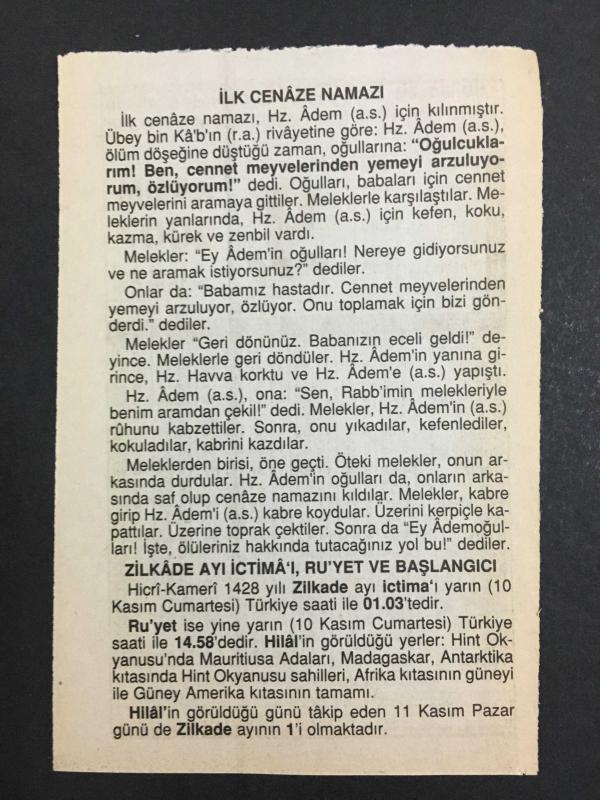 İLK CENÂZE NAMAZI
İlk cenâze namazı, Hz. Âdem (a.s.) için kılınmıştır.
Übey bin Kâ'b'ın (r.a.) rivâyetine göre: Hz. Âdem (a.s.),
ölüm döşeğine düştüğü zaman, oğullarına: “Oğulcukla-
rım! Ben, cennet meyvelerinden yemeyi arzuluyo-
rum, özlüyorum!” dedi. Oğulları, babaları için cennet
meyvelerini aramaya gittiler. Meleklerle karşılaştılar. Me-
leklerin yanlarında, Hz. Âdem (a.s.) için kefen, koku,
kazma, kürek ve zenbil vardı.
Melekler: “Ey Âdem'in oğulları! Nereye gidiyorsunuz
ve ne aramak istiyorsunuz?” dediler.
Onlar da: “Babamız hastadır. Cennet meyvelerinden
yemeyi arzuluyor, özlüyor. Onu toplamak için bizi gön-
derdi.” dediler.
Melekler “Geri dönünüz. Babanızın eceli geldi!” de-
yince. Meleklerle geri döndüler. Hz. Âdem'in yanına gi-
rince, Hz. Havva korktu ve Hz. Âdem'e (a.s.) yapıştı.
Hz. Âdem (a.s.), ona: “Sen, Rabb'imin melekleriyle
benim aramdan çekil!” dedi. Melekler, Hz. Âdem'in (a.s.)
rûhunu kabzettiler. Sonra, onu yıkadılar, kefenlediler,
kokuladılar, kabrini kazdılar.
Meleklerden birisi, öne geçti. Öteki melekler, onun ar-
kasında durdular. Hz. Âdem'in oğulları da, onların arka-
sında saf olup cenâze namazını kıldılar. Melekler, kabre
girip Hz. Âdem'i (a.s.) kabre koydular. Üzerini kerpiçle ka-
pattılar. Üzerine toprak çektiler. Sonra da “Ey Âdemoğul-
ları! İşte, ölüleriniz hakkında tutacağınız yol bu!” dediler.
ZİLKÂDE AYI İCTİMÂ‘I, RU’YET VE BAŞLANGICI
Hicrî-Kamerî 1428 yılı Zilkade ayı ictima‘ı yarın (10
Kasım Cumartesi) Türkiye saati ile 01.03’tedir.
Ru’yet ise yine yarın (10 Kasım Cumartesi) Türkiye
saati ile 14.58’dedir. Hilâl’in görüldüğü yerler: Hint Ok-
yanusu’nda Mauritiusa Adaları, Madagaskar, Antarktika
kıtasında Hint Okyanusu sahilleri, Afrika kıtasının güneyi
ile Güney Amerika kıtasının tamamı.
Hilâl’in görüldüğü günü tâkip eden 11 Kasım Pazar
günü de Zilkade ayının 1’i olmaktadır.